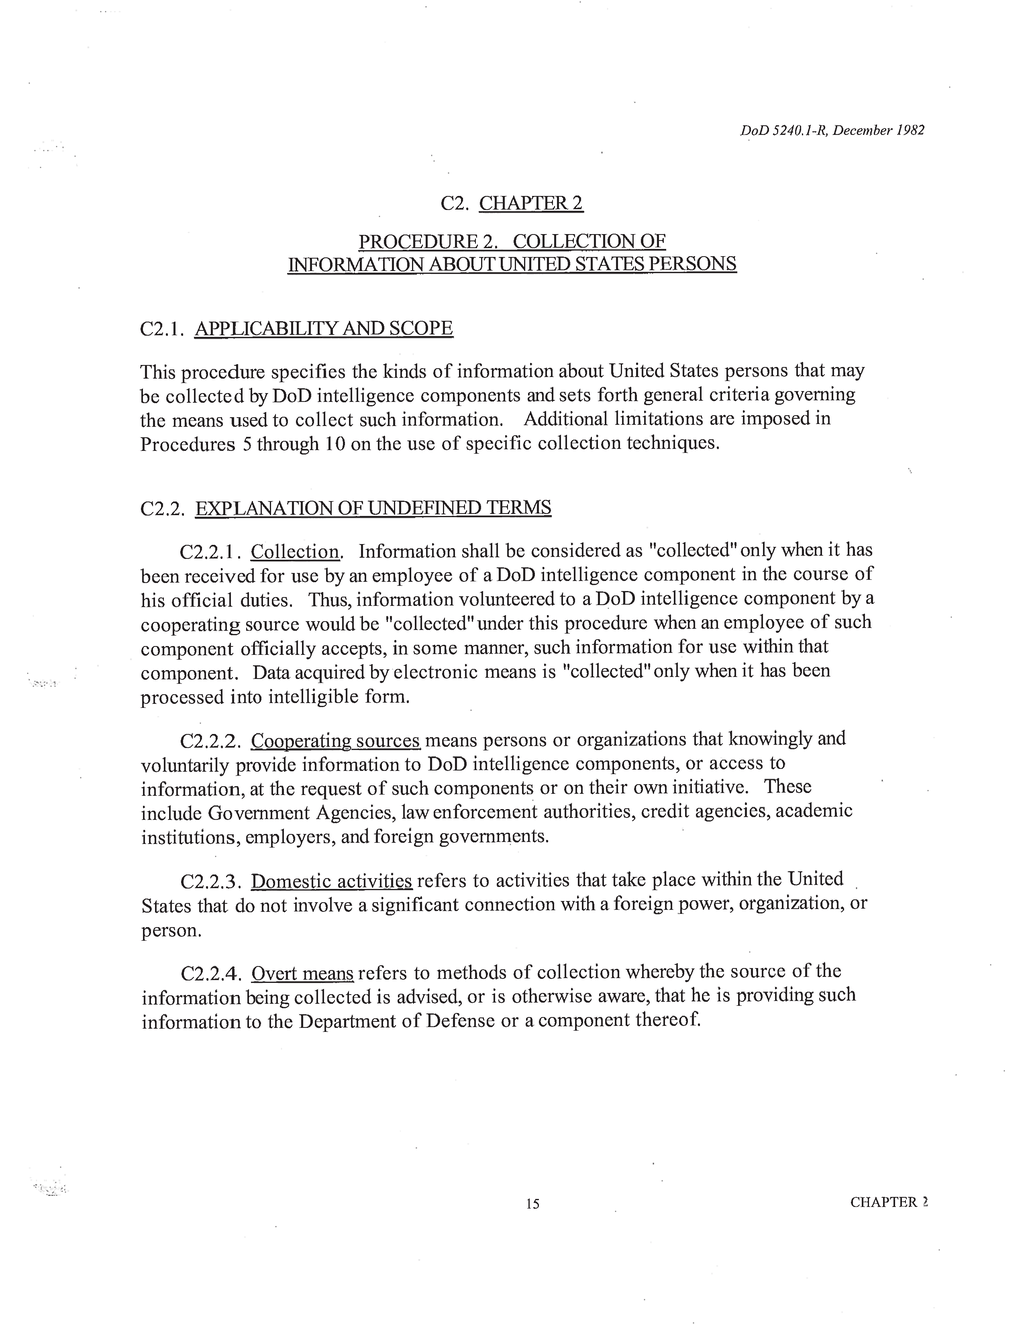 DoD 5240.1-R, December 1982
C2. CHAPTER 2
PROCEDURE 2. COLLECTION OF
INFORMATION ABOUT UNITED STATES PERSONS
C2.1. APPLICABILITY AND SCOPE
This procedure specifies the kinds of information about United States persons that may
be collected by DoD intelligence components and sets forth general criteria governing
the means used to collect such information. Additional limitations are imposed in
Procedures 5 through 10 on the use of specific collection techniques.
C2.2. EXPLANATION OF UNDEFINED TERMS
C2.2.1. Collection. Information shall be considered as "collected" only when it has
been received for use by an employee of a DoD intelligence component in the course of
his official duties. Thus, information volunteered to a DoD intelligence component by a
cooperating source would be "collected" under this procedure when an employee of such
component officially accepts, in some manner, such information for use within that
component. Data acquired by electronic means is "collected" only when it has been
processed into intelligible form.
C2.2.2. Cooperating sources means persons or organizations that knowingly and
voluntarily provide information to DoD intelligence components, or access to
information, at the request of such components or on their own initiative. These
include Government Agencies, law enforcement authorities, credit agencies, academic
institutions, employers, and foreign governments.
C2.2.3. Domestic activities refers to activities that take place within the United
States that do not involve a significant connection with a foreign power, organization, or
person.
C2.2.4. Overt means refers to methods of collection whereby the source of the
information being collected is advised, or is otherwise aware, that he is providing such
information to the Department of Defense or a component thereof.
15
CHAPTER 2